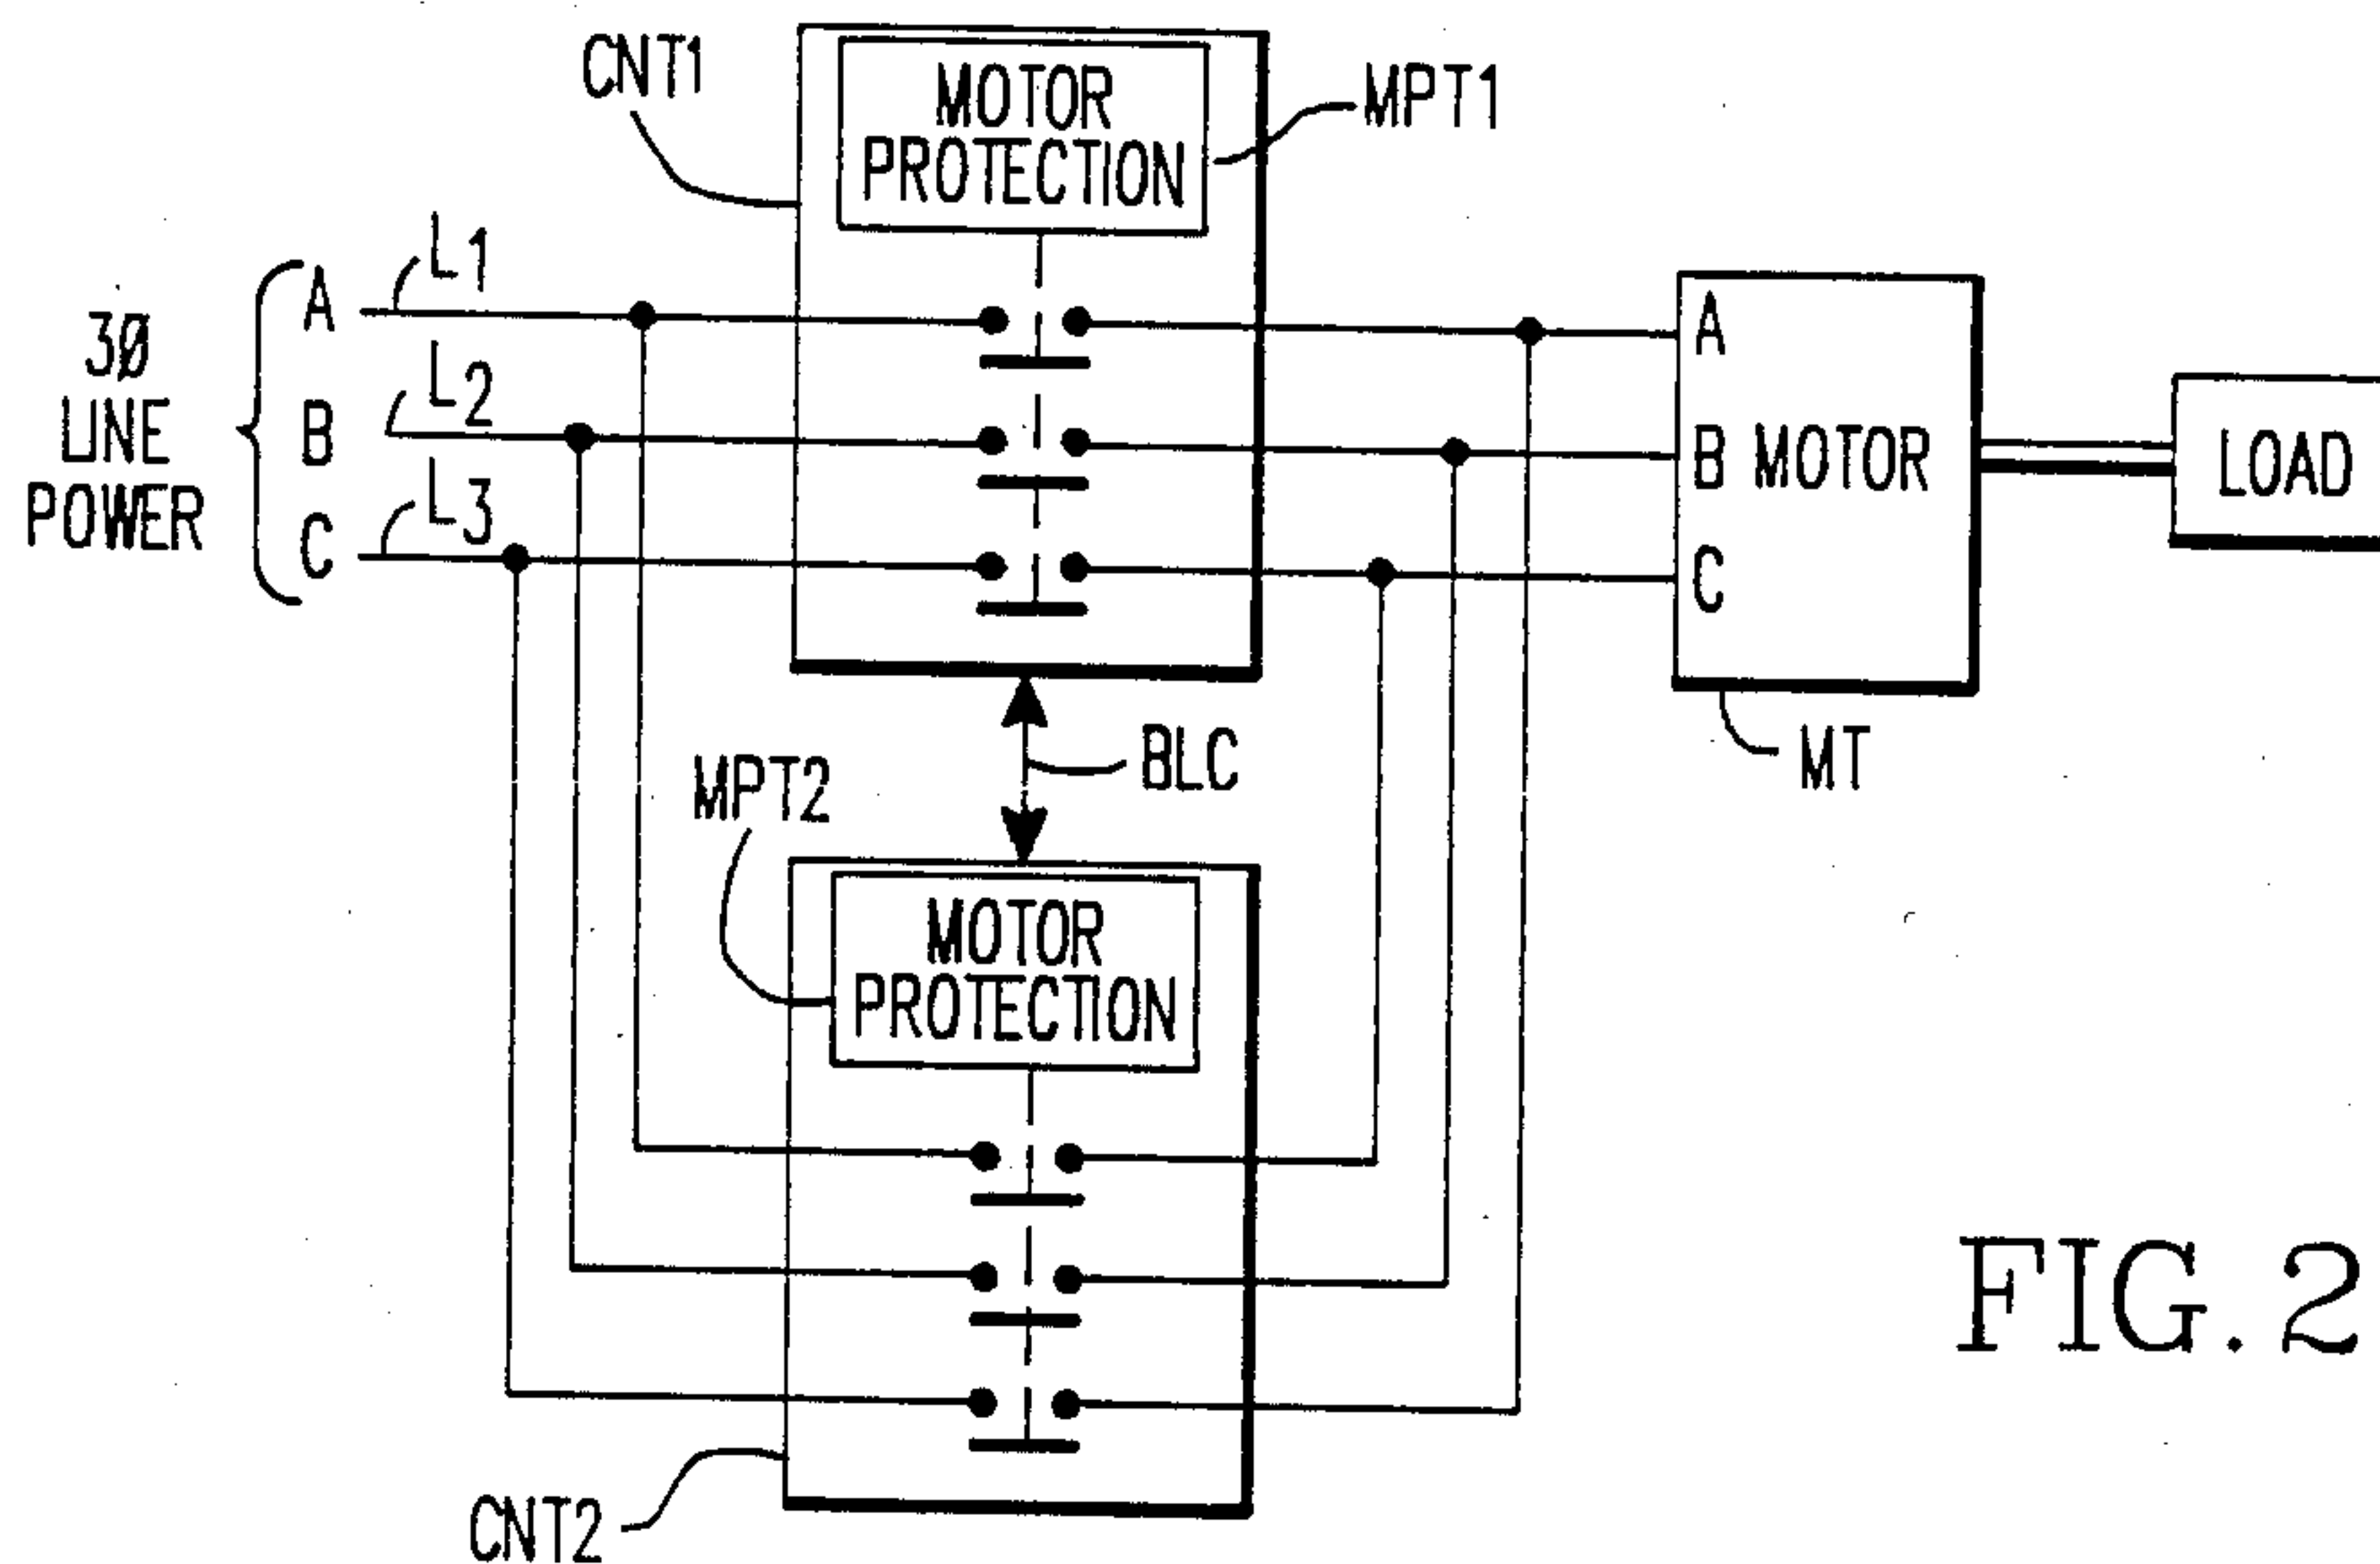 CNT1
MOTOR
PROTECTION
MPT1
3Ø
LINE
POWER
A
L1
B
L2
C
L3
A
B MOTOR
C
LOAD
MT
BLC
MPT2
MOTOR
PROTECTION
CNT2
FIG. 2